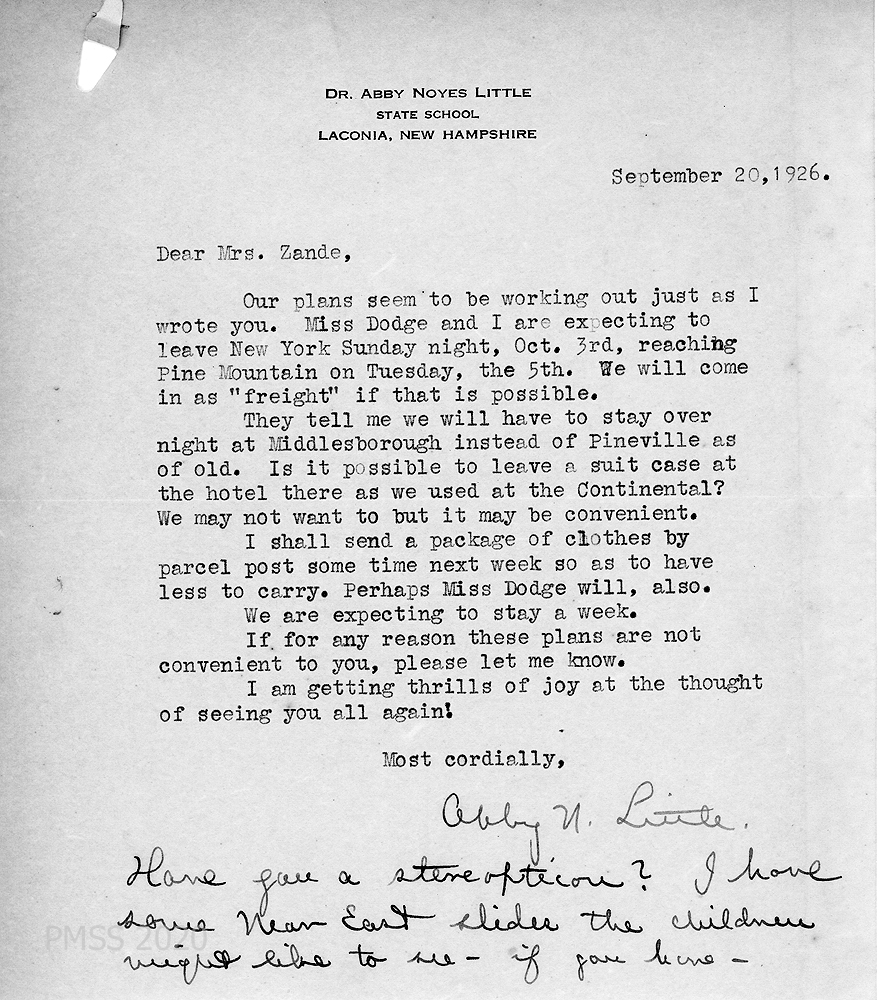 DR. ABBY NOYES LITTLE
STATE SCHOOL
LACONIA, NEW HAMPSHIRE
September 20,1926.
Dear Mrs. Zande,
Our plans seem to be working out just as I
wrote you. Miss Dodge and I are expecting to
leave New York Sunday night, Oct. 3rd, reaching
Pine Mountain on Tuesday, the 5th. We will come
in as "freight" if that is possible.
They tell me we will have to stay over
night at Middlesborough instead of Pineville as
of old. Is it possible to leave a suit case at
the hotel there as we used at the Continental?
We may not want to but it may be convenient.
I shall send a package of clothes by
parcel post some time next week so as to have
less to carry. Perhaps Miss Dodge will, also.
We are expecting to stay a week.
If for any reason these plans are not
convenient to you, please let me know.
I am getting thrills of joy at the thought
of seeing you all again!
Most cordially,
Abby N. Little.
Have you a stereopticon? I have
some Near East slides the children
might like to see - if you have -
PMSS 2020